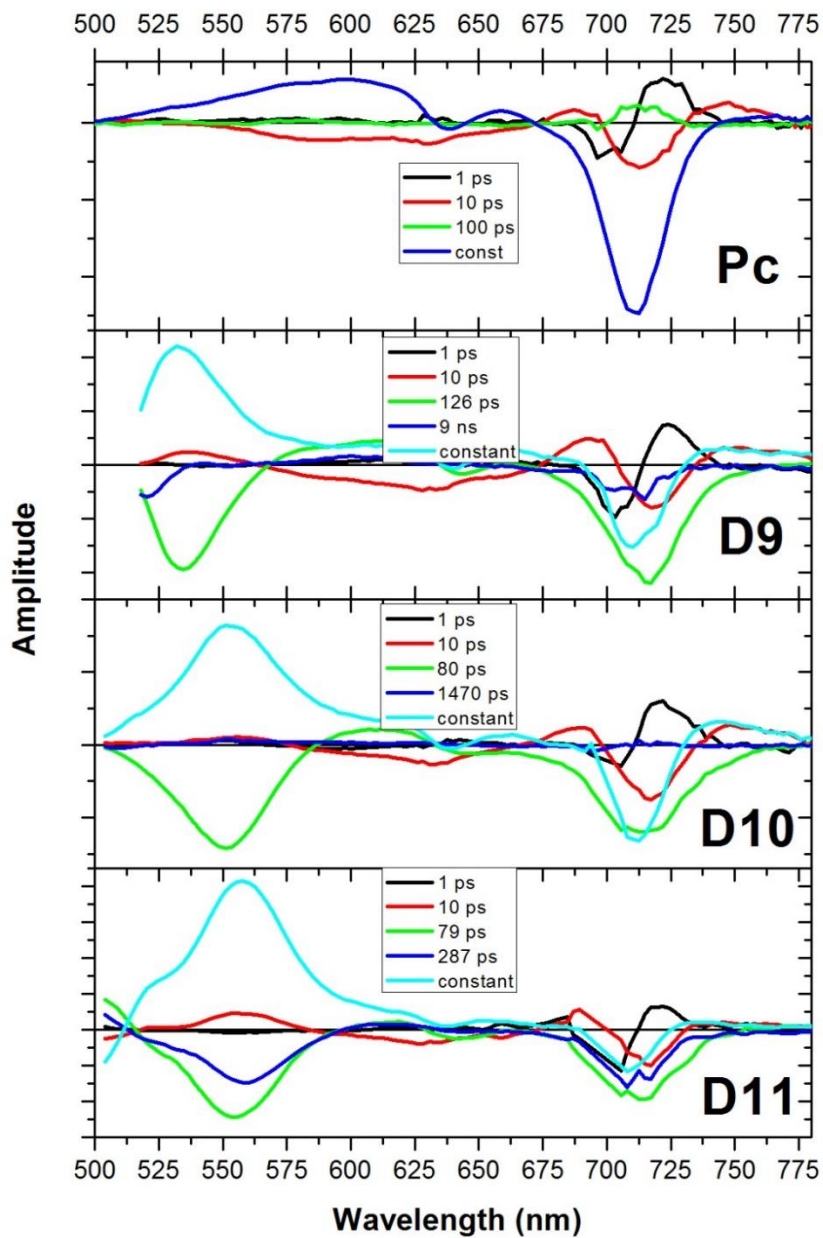 500 525 550 575 600 625 650 675 700 725 750 775
1 ps
10 ps
100 ps
const
Pc
1 ps
10 ps
126 ps
9 ns
constant
D9
Amplitude
1 ps
10 ps
80 ps
1470 ps
constant
D10
1 ps
10 ps
79 ps
287 ps
constant
D11
500 525 550 575 600 625 650 675 700 725 750 775
Wavelength (nm)